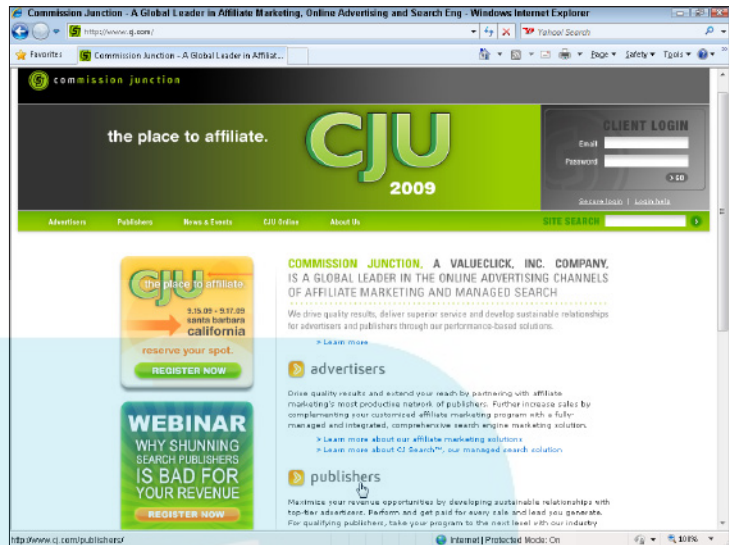 Commission Junction - A Global Leader in Affiliate Marketing, Online Advertising and Search Eng - Windows Internet Explorer
http://www.cj.com/
Yahoo! Search
Favorites
Commission Junction - A Global Leader in Affiliat...
Page
Safety
Tools
commission junction
the place to affiliate.
CJU
2009
CLIENT LOGIN
Email
Password
GO
Secure login | Login help
Advertisers
Publishers
News & Events
CJU Online
About Us
SITE SEARCH
CJU
the place to affiliate.
9.15.09 - 9.17.09
santa barbara
california
reserve your spot.
REGISTER NOW
WEBINAR
WHY SHUNNING
SEARCH PUBLISHERS
IS BAD FOR
YOUR REVENUE
REGISTER NOW
COMMISSION JUNCTION, A VALUECLICK, INC. COMPANY,
IS A GLOBAL LEADER IN THE ONLINE ADVERTISING CHANNELS
OF AFFILIATE MARKETING AND MANAGED SEARCH
We drive quality results, deliver superior service and develop sustainable relationships
for advertisers and publishers through our performance-based solutions.
» Learn more
advertisers
Drive quality results and extend your reach by partnering with affiliate
marketing's most productive network of publishers. Further increase sales by
complementing your customized affiliate marketing program with a fully-
managed and integrated, comprehensive search engine marketing solution.
» Learn more about our affiliate marketing solutions
» Learn more about CJ Search™, our managed search solution
publishers
Maximize your revenue opportunities by developing sustainable relationships with
top-tier advertisers. Perform and get paid for every sale and lead you generate.
For qualifying publishers, take your program to the next level with our industry
http://www.cj.com/publishers/
Internet | Protected Mode: On
108%